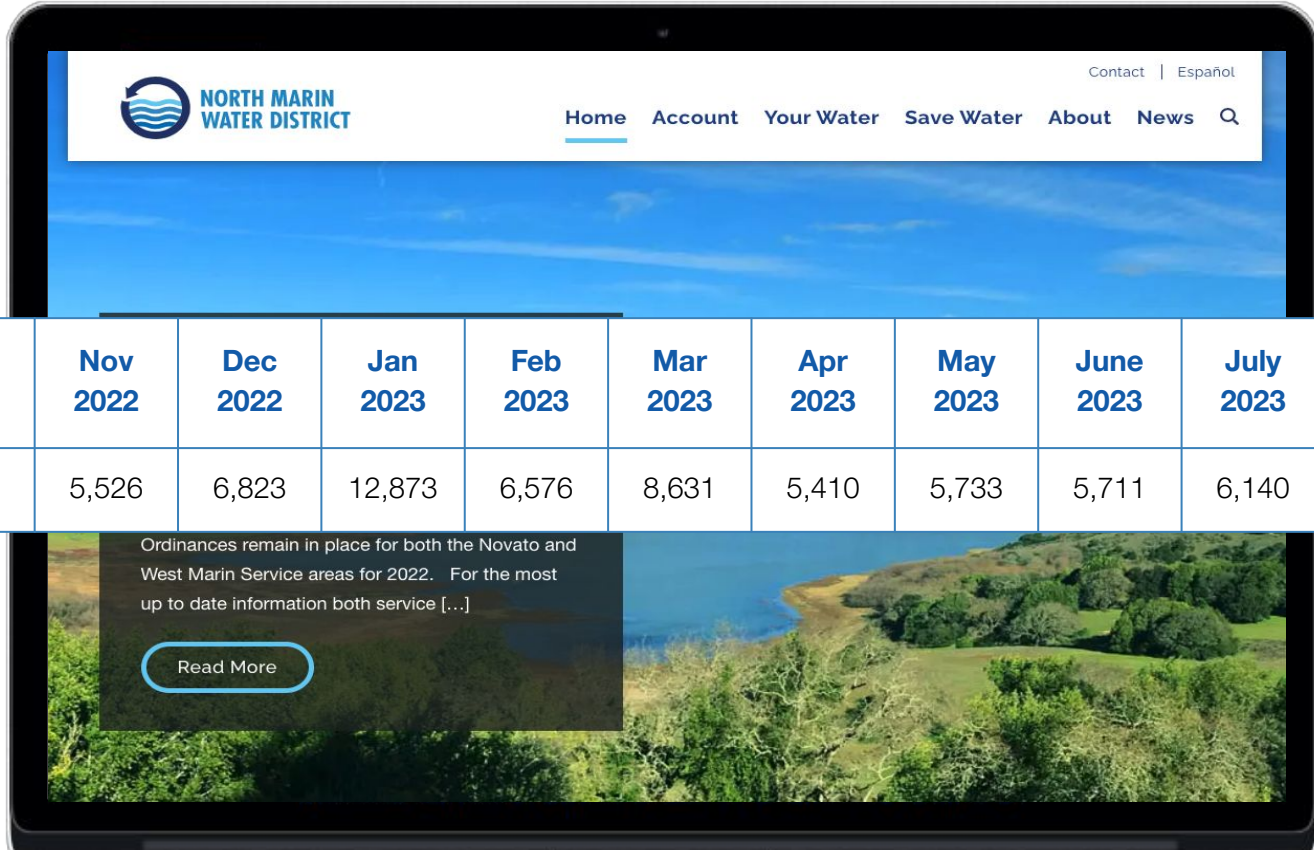 Contact | Español
NORTH MARIN
WATER DISTRICT
Home Account Your Water Save Water About News
Nov 2022 Dec 2022 Jan 2023 Feb 2023 Mar 2023 Apr 2023 May 2023 June 2023 July 2023
5,526 6,823 12,873 6,576 8,631 5,410 5,733 5,711 6,140
Ordinances remain in place for both the Novato and
West Marin Service areas for 2022. For the most
up to date information both service […]
Read More